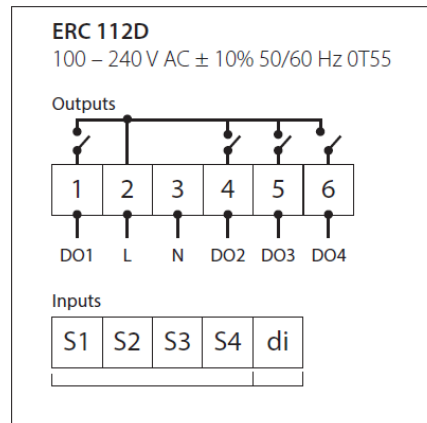 ERC 112D
100 – 240 V AC ± 10% 50/60 Hz 0T55
Outputs
1 2 3 4 5 6
DO1 L N DO2 DO3 DO4
Inputs
S1 S2 S3 S4 di